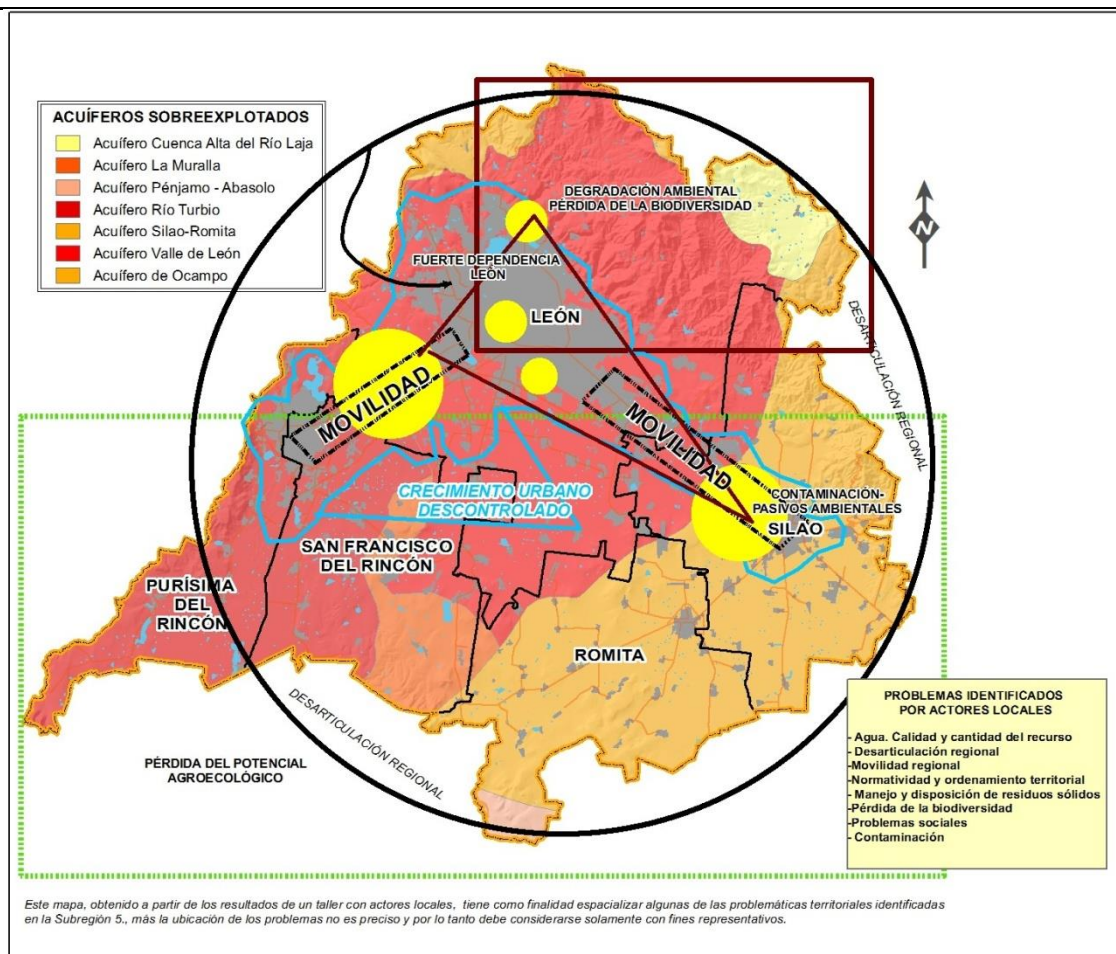 ACUÍFEROS SOBREEXPLOTADOS
Acuífero Cuenca Alta del Río Laja
Acuífero La Muralla
Acuífero Pénjamo - Abasolo
Acuífero Río Turbio
Acuífero Silao-Romita
Acuífero Valle de León
Acuífero de Ocampo
DEGRADACIÓN AMBIENTAL
PÉRDIDA DE LA BIODIVERSIDAD
N
FUERTE DEPENDENCIA
LEÓN
LEÓN
DESARTICULACIÓN REGIONAL
MOVILIDAD
MOVILIDAD
CONTAMINACIÓN-
PASIVOS AMBIENTALES
SILAO
CRECIMIENTO URBANO
DESCONTROLADO
SAN FRANCISCO
DEL RINCÓN
PURÍSIMA
DEL
RINCÓN
ROMITA
DESARTICULACIÓN REGIONAL
PÉRDIDA DEL POTENCIAL
AGROECOLÓGICO
PROBLEMAS IDENTIFICADOS
POR ACTORES LOCALES
- Agua. Calidad y cantidad del recurso
- Desarticulación regional
- Movilidad regional
-Normatividad y ordenamiento territorial
- Manejo y disposición de residuos sólidos
-Pérdida de la biodiversidad
-Problemas sociales
- Contaminación
Este mapa, obtenido a partir de los resultados de un taller con actores locales, tiene como finalidad espacializar algunas de las problemáticas territoriales identificadas
en la Subregión 5., más la ubicación de los problemas no es preciso y por lo tanto debe considerarse solamente con fines representativos.